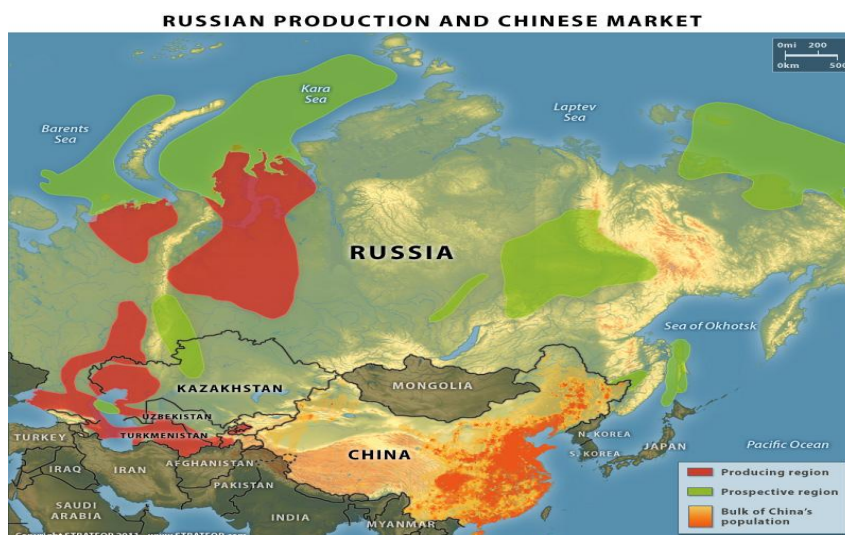 RUSSIAN PRODUCTION AND CHINESE MARKET
0mi 200
0km 500
Kara
Sea
Barents
Sea
Laptev
Sea
RUSSIA
Sea of Okhotsk
KAZAKHSTAN
MONGOLIA
UZBEKISTAN
TURKEY
TURKMENISTAN
N. KOREA
S. KOREA
JAPAN
Pacific Ocean
CHINA
IRAQ
IRAN
AFGHANISTAN
PAKISTAN
SAUDI
ARABIA
INDIA
MYANMAR
Producing region
Prospective region
Bulk of China's
population